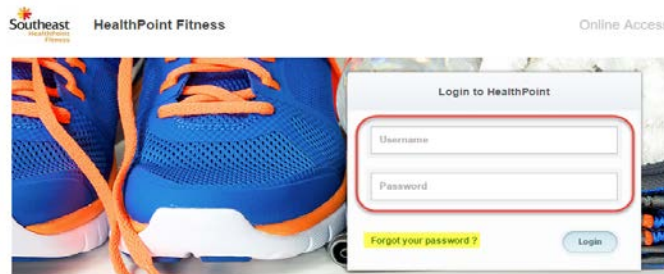 Southeast
HealthPoint
Fitness
HealthPoint Fitness
Online Access
Login to HealthPoint
Username
Password
Forgot your password ?
Login